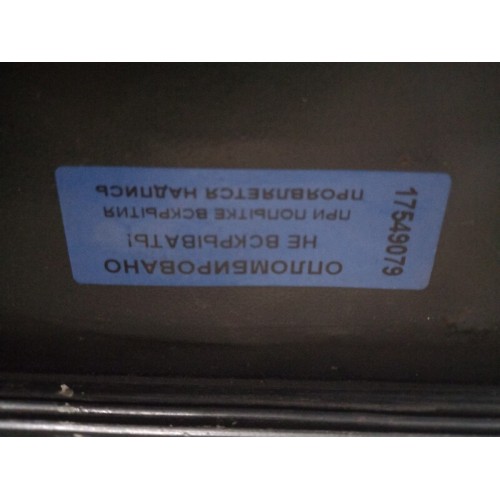 ОПЛОМБИРОВАНО
НЕ ВСКРЫВАТЬ!
ПРИ ПОПЫТКЕ ВСКРЫТИЯ
ПРОЯВЛЯЕТСЯ НАДПИСЬ
17549079